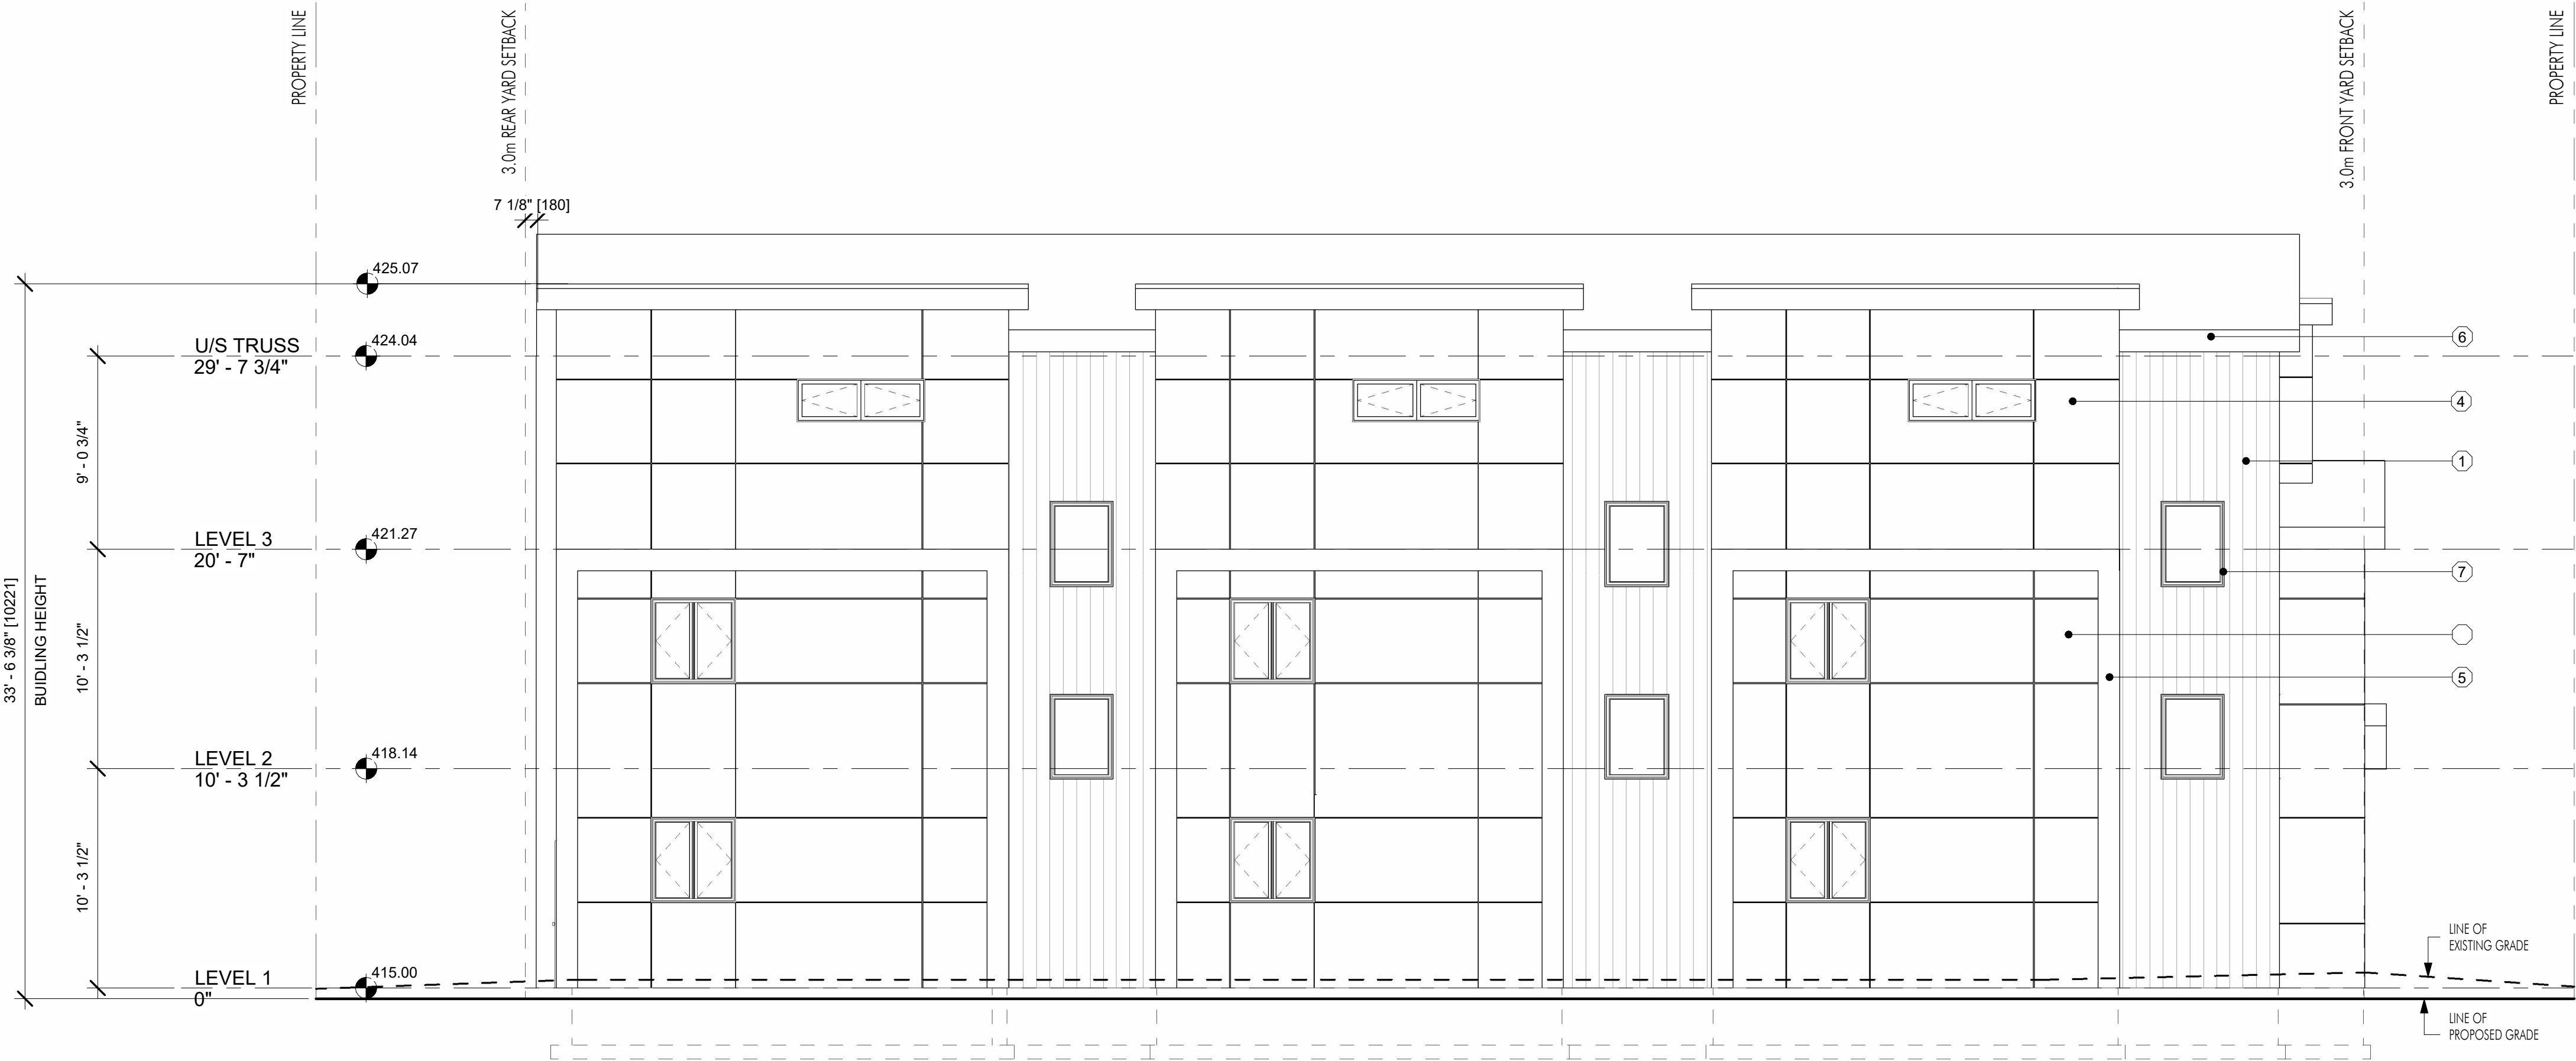 PROPERTY LINE
3.0m REAR YARD SETBACK
3.0m FRONT YARD SETBACK
PROPERTY LINE
7 1/8" [180]
425.07
U/S TRUSS
29' - 7 3/4"
424.04
6
4
9' - 0 3/4"
1
LEVEL 3
20' - 7"
421.27
7
33' - 6 3/8" [10221]
BUIDLING HEIGHT
10' - 3 1/2"
5
LEVEL 2
10' - 3 1/2"
418.14
10' - 3 1/2"
LINE OF
EXISTING GRADE
LEVEL 1
0"
415.00
LINE OF
PROPOSED GRADE